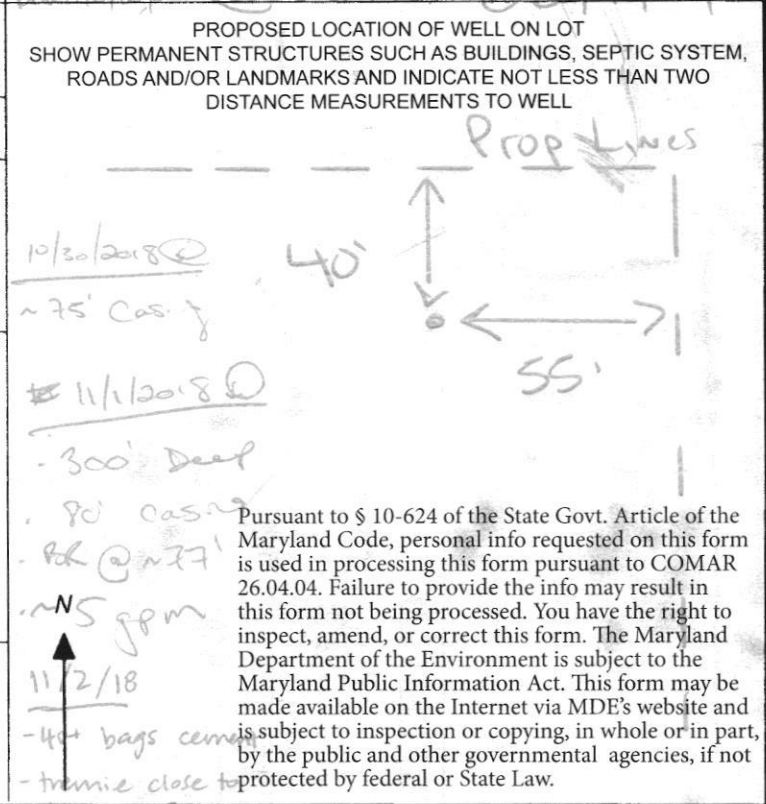 PROPOSED LOCATION OF WELL ON LOT
SHOW PERMANENT STRUCTURES SUCH AS BUILDINGS, SEPTIC SYSTEM,
ROADS AND/OR LANDMARKS AND INDICATE NOT LESS THAN TWO
DISTANCE MEASUREMENTS TO WELL
Prop Lines
10/30/2018
40'
~75' Casing
55'
11/1/2018
- 300' Deep
. 80' Casing
. BR @ ~77'
. ~5 gpm
N
11/2/18
- 40+ bags cement
- tremie close to
Pursuant to § 10-624 of the State Govt. Article of the
Maryland Code, personal info requested on this form
is used in processing this form pursuant to COMAR
26.04.04. Failure to provide the info may result in
this form not being processed. You have the right to
inspect, amend, or correct this form. The Maryland
Department of the Environment is subject to the
Maryland Public Information Act. This form may be
made available on the Internet via MDE's website and
is subject to inspection or copying, in whole or in part,
by the public and other governmental agencies, if not
protected by federal or State Law.